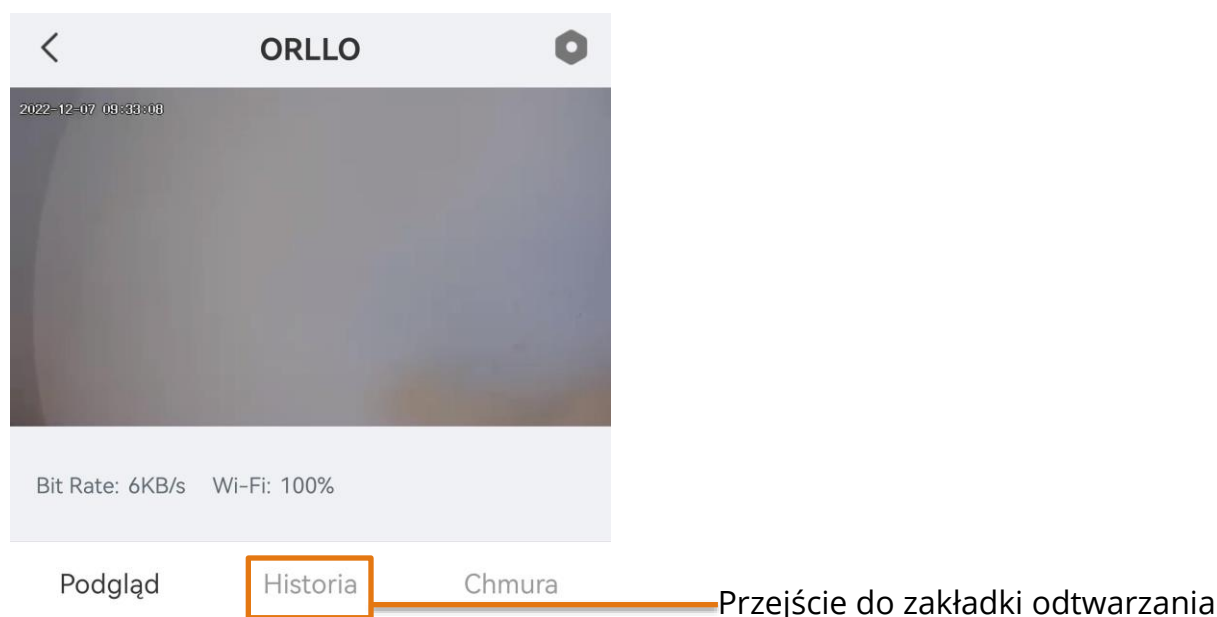 ORLLO
2022-12-07 09:33:08
Bit Rate: 6KB/s Wi-Fi: 100%
Podgląd Historia Chmura
Przejście do zakładki odtwarzania